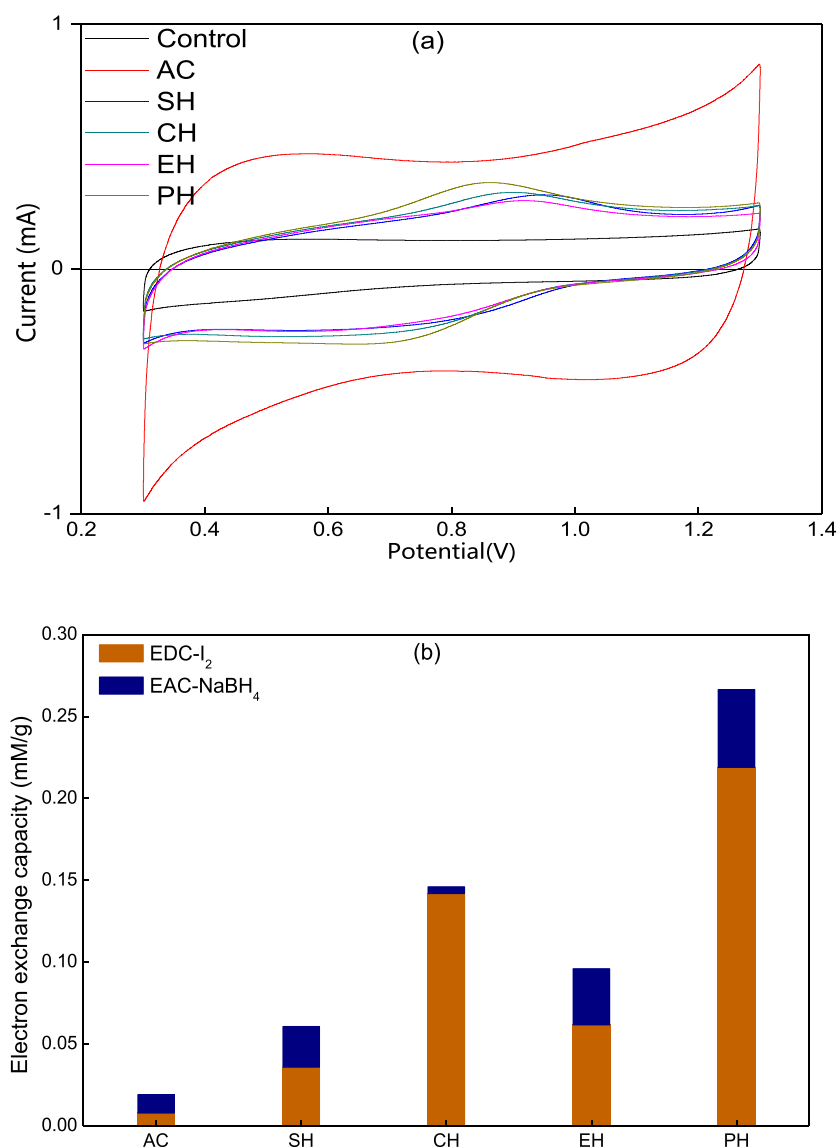 1
(a)
Control
AC
SH
CH
EH
PH
Current (mA)
0
-1
0.2 0.4 0.6 0.8 1.0 1.2 1.4
Potential(V)
0.30
(b)
EDC-I₂
EAC-NaBH₄
0.25
0.20
0.15
0.10
0.05
0.00
Electron exchange capacity (mM/g)
AC SH CH EH PH